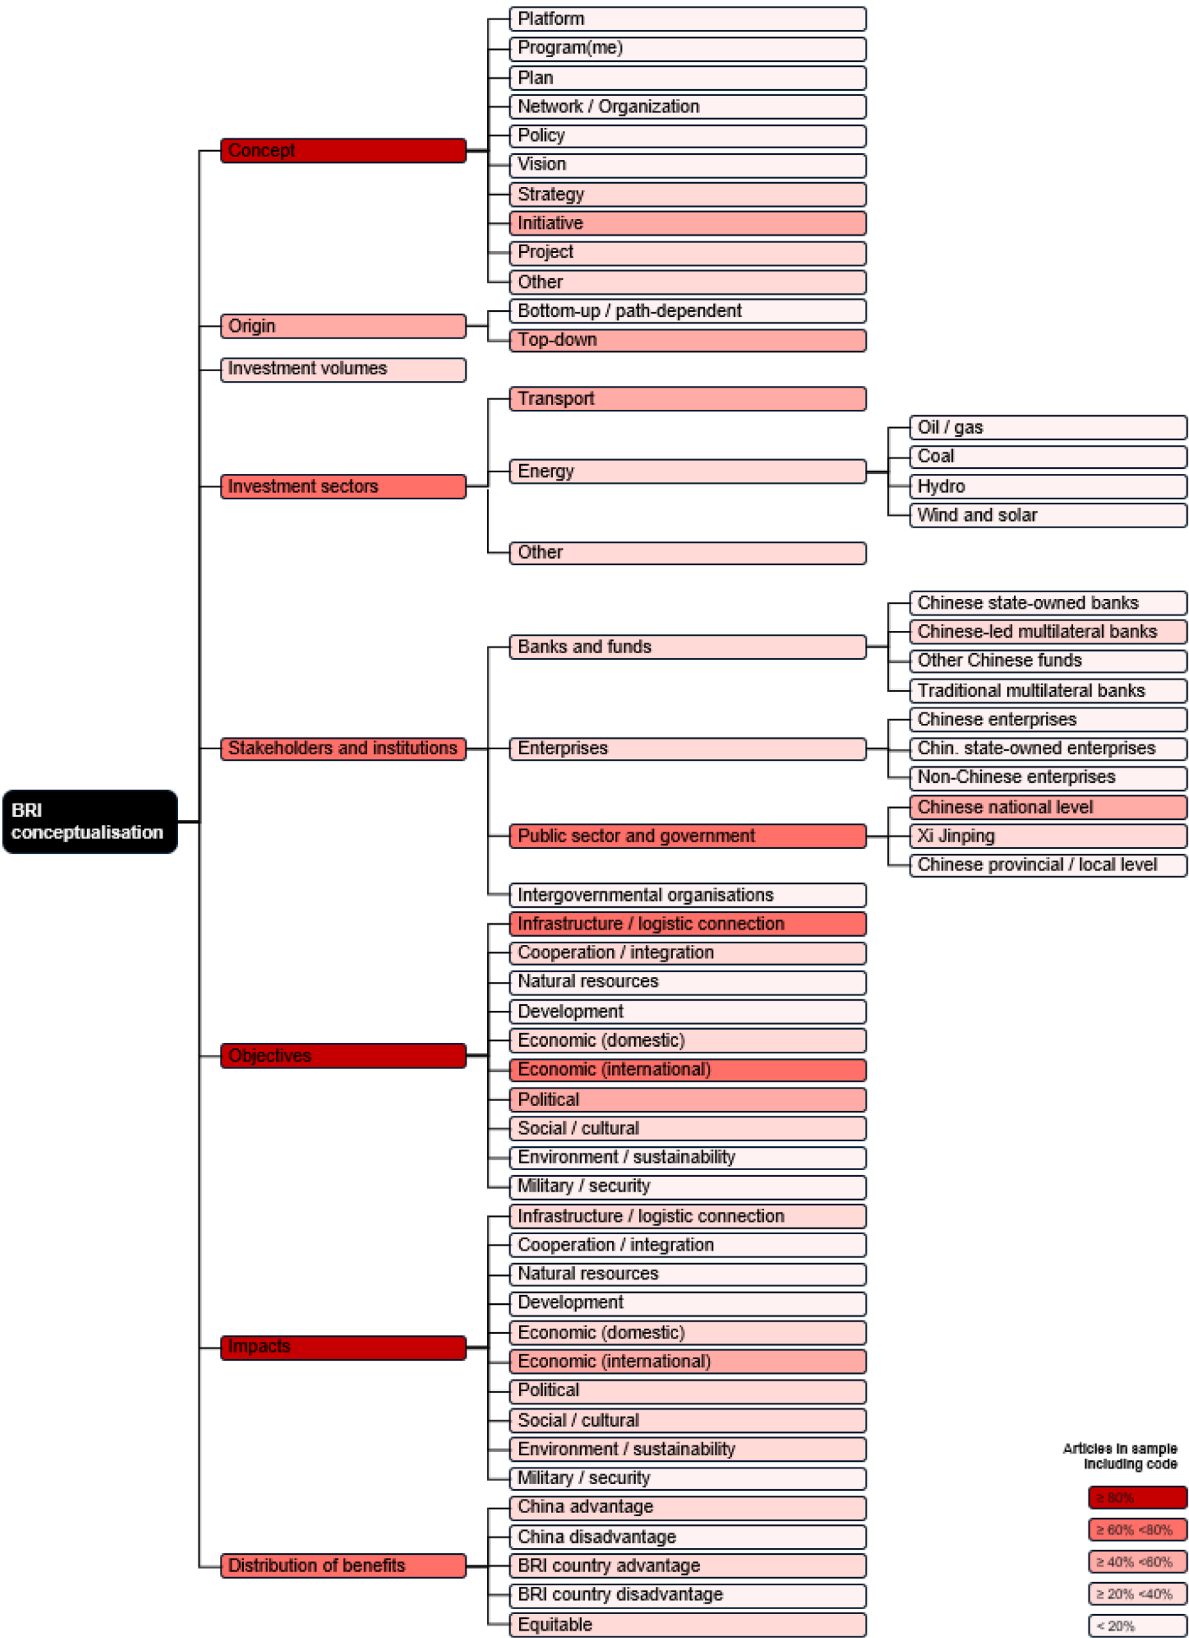 Platform
Program(me)
Plan
Network / Organization
Policy
Vision
Strategy
Initiative
Project
Other
Concept
Bottom-up / path-dependent
Top-down
Origin
Investment volumes
Transport
Energy
Other
Oil / gas
Coal
Hydro
Wind and solar
Investment sectors
Banks and funds
Chinese state-owned banks
Chinese-led multilateral banks
Other Chinese funds
Traditional multilateral banks
Stakeholders and institutions
Enterprises
Chinese enterprises
Chin. state-owned enterprises
Non-Chinese enterprises
Public sector and government
Chinese national level
Xi Jinping
Chinese provincial / local level
Intergovernmental organisations
BRI
conceptualisation
Objectives
Infrastructure / logistic connection
Cooperation / integration
Natural resources
Development
Economic (domestic)
Economic (international)
Political
Social / cultural
Environment / sustainability
Military / security
Impacts
Infrastructure / logistic connection
Cooperation / integration
Natural resources
Development
Economic (domestic)
Economic (international)
Political
Social / cultural
Environment / sustainability
Military / security
Distribution of benefits
China advantage
China disadvantage
BRI country advantage
BRI country disadvantage
Equitable
Articles in sample
including code
≥ 80%
≥ 60% <80%
≥ 40% <60%
≥ 20% <40%
< 20%